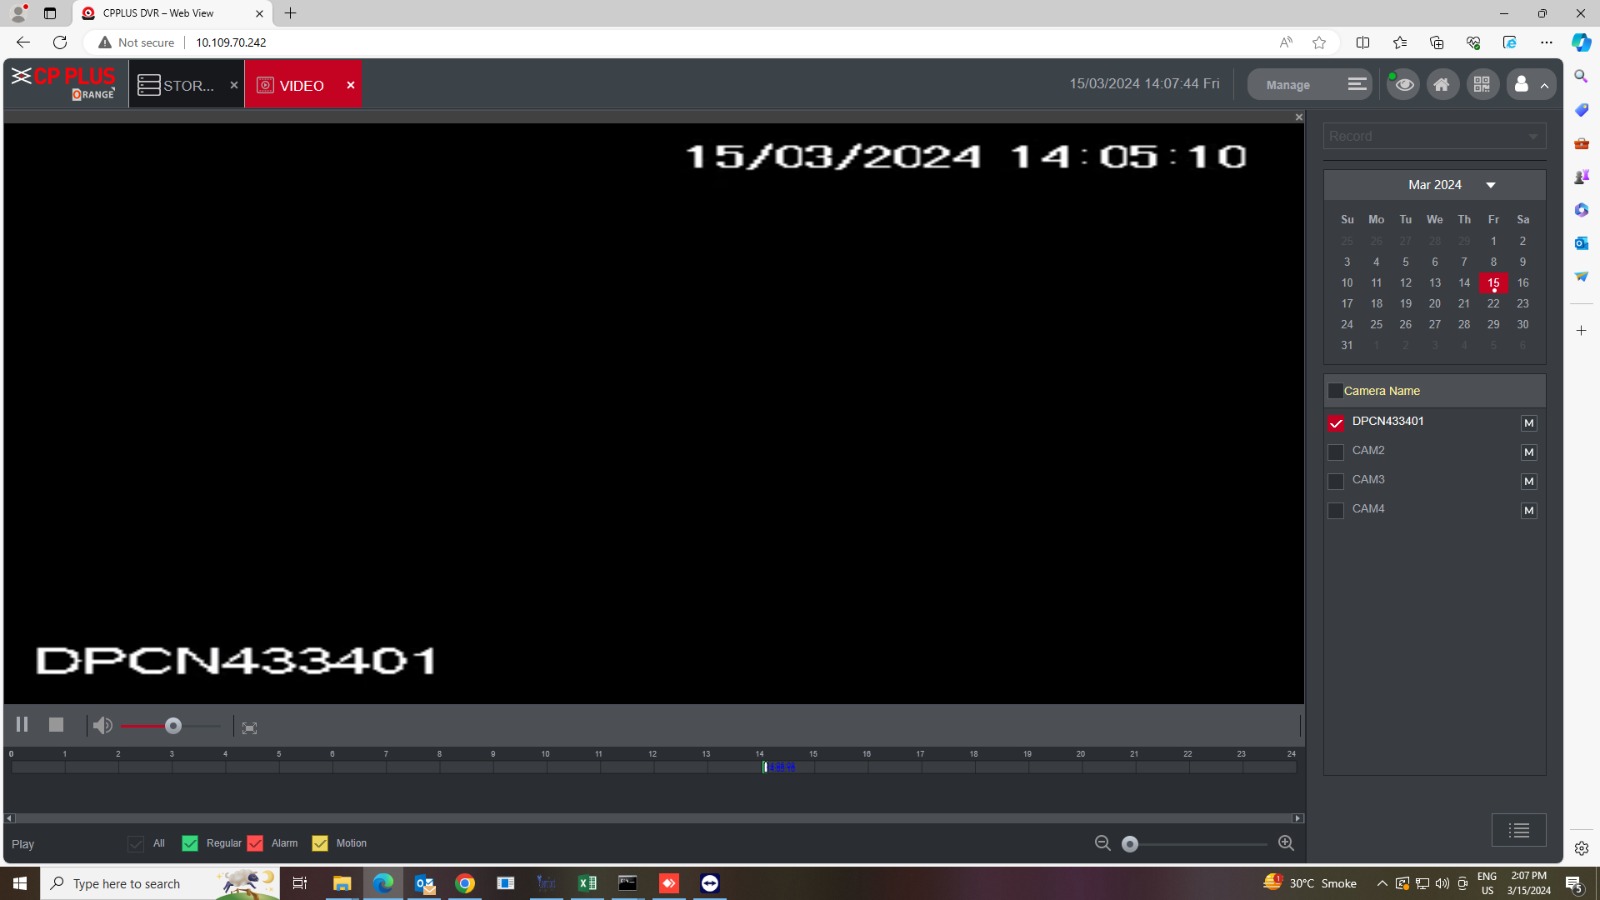 CPPLUS DVR – Web View
Not secure
10.109.70.242
CP PLUS
ORANGE
STOR...
VIDEO
15/03/2024 14:07:44 Fri
Manage
15/03/2024 14:05:10
DPCN433401
Record
Mar 2024
Su Mo Tu We Th Fr Sa
25 26 27 28 29 1 2
3 4 5 6 7 8 9
10 11 12 13 14 15 16
17 18 19 20 21 22 23
24 25 26 27 28 29 30
31 1 2 3 4 5 6
Camera Name
DPCN433401 M
CAM2 M
CAM3 M
CAM4 M
0 1 2 3 4 5 6 7 8 9 10 11 12 13 14 15 16 17 18 19 20 21 22 23 24
Play
All
Regular
Alarm
Motion
Type here to search
30°C Smoke
ENG
US
2:07 PM
3/15/2024
5